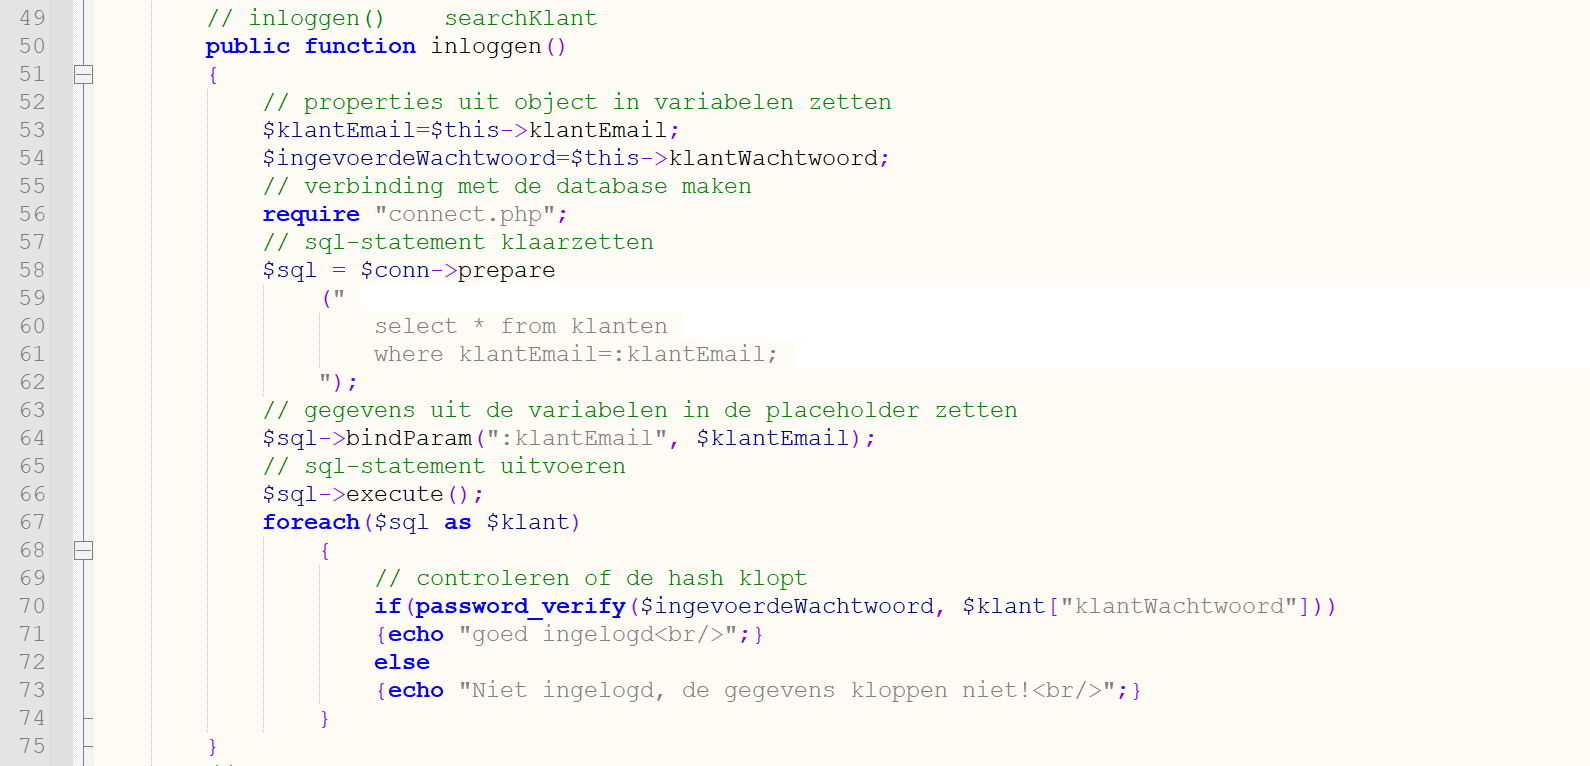 49 // inloggen()    searchKlant
50 public function inloggen()
51 {
52 // properties uit object in variabelen zetten
53 $klantEmail=$this->klantEmail;
54 $ingevoerdeWachtwoord=$this->klantWachtwoord;
55 // verbinding met de database maken
56 require "connect.php";
57 // sql-statement klaarzetten
58 $sql = $conn->prepare
59 ("
60 select * from klanten
61 where klantEmail=:klantEmail;
62 ");
63 // gegevens uit de variabelen in de placeholder zetten
64 $sql->bindParam(":klantEmail", $klantEmail);
65 // sql-statement uitvoeren
66 $sql->execute();
67 foreach($sql as $klant)
68 {
69 // controleren of de hash klopt
70 if(password_verify($ingevoerdeWachtwoord, $klant["klantWachtwoord"]))
71 {echo "goed ingelogd<br/>";}
72 else
73 {echo "Niet ingelogd, de gegevens kloppen niet!<br/>";}
74 }
75 }